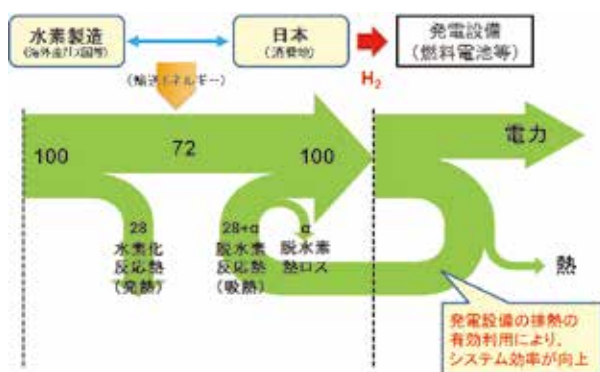 水素製造
(海外産ガス国等)
日本
(消費地)
発電設備
(燃料電池等)
(輸送エネルギー)
H₂
100
72
100
電力
28
水素化
反応熱
(発熱)
28+α
脱水素
反応熱
(吸熱)
α
脱水素
熱ロス
熱
発電設備の排熱の
有効利用により,
システム効率が向上